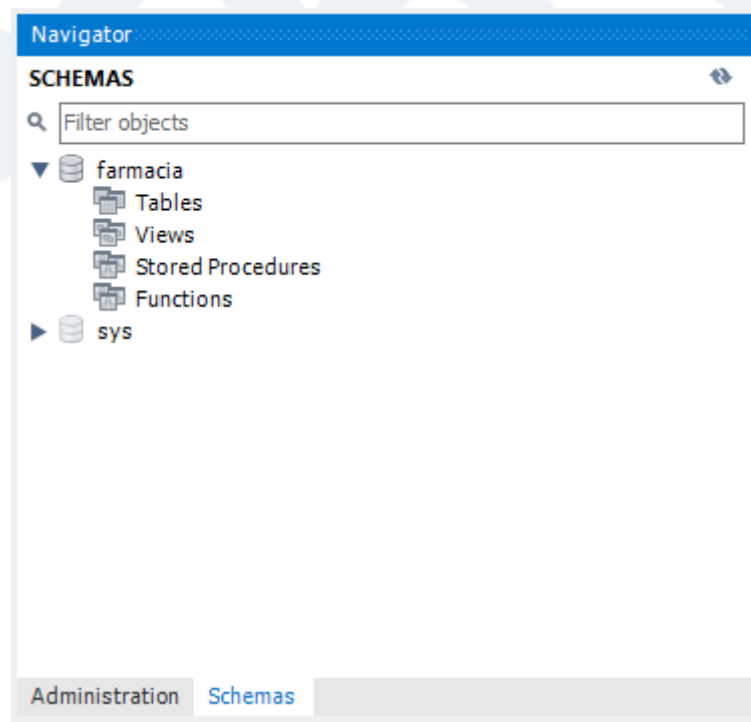 Navigator
SCHEMAS
Filter objects
farmacia
Tables
Views
Stored Procedures
Functions
sys
Administration Schemas